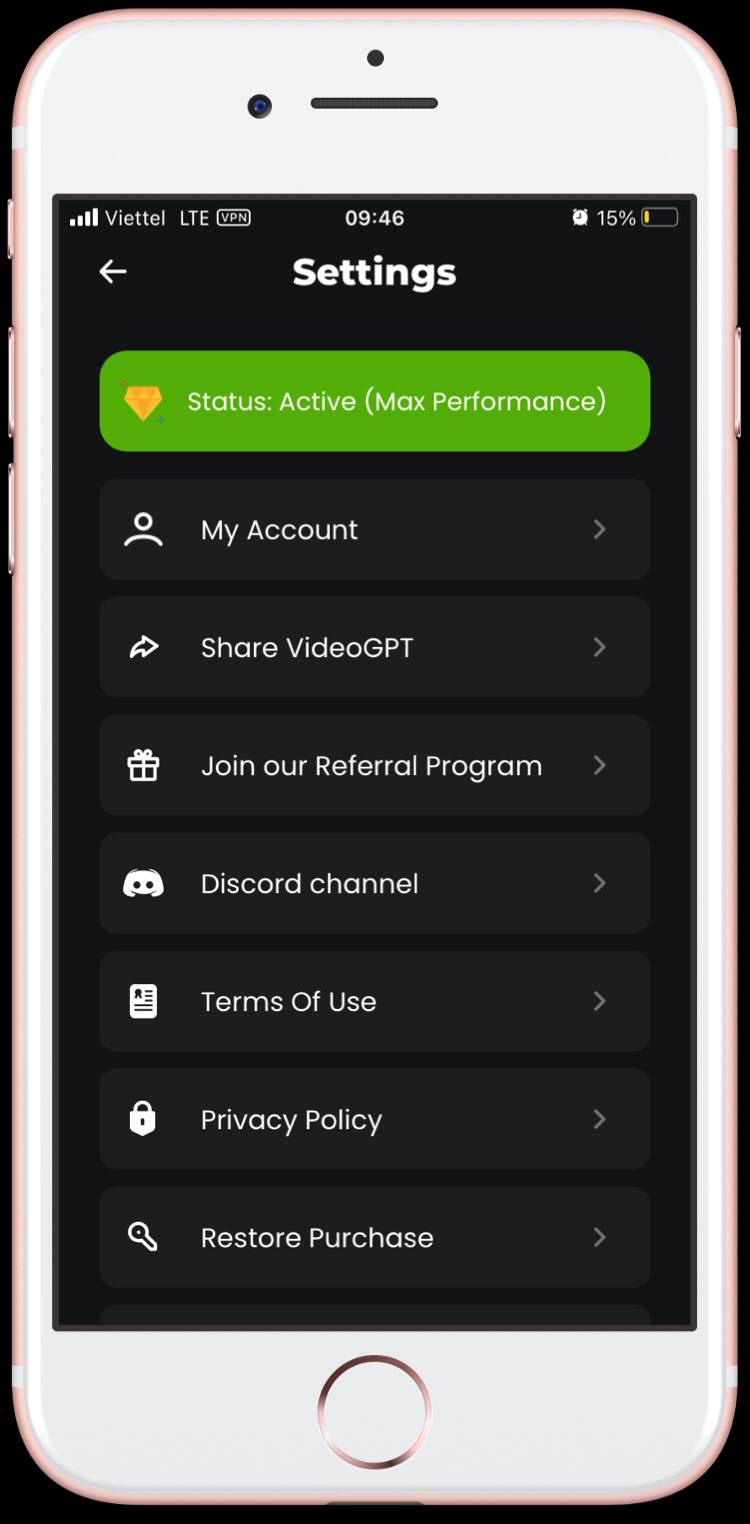 Viettel LTE VPN 09:46 15%
Settings
Status: Active (Max Performance)
My Account
Share VideoGPT
Join our Referral Program
Discord channel
Terms Of Use
Privacy Policy
Restore Purchase